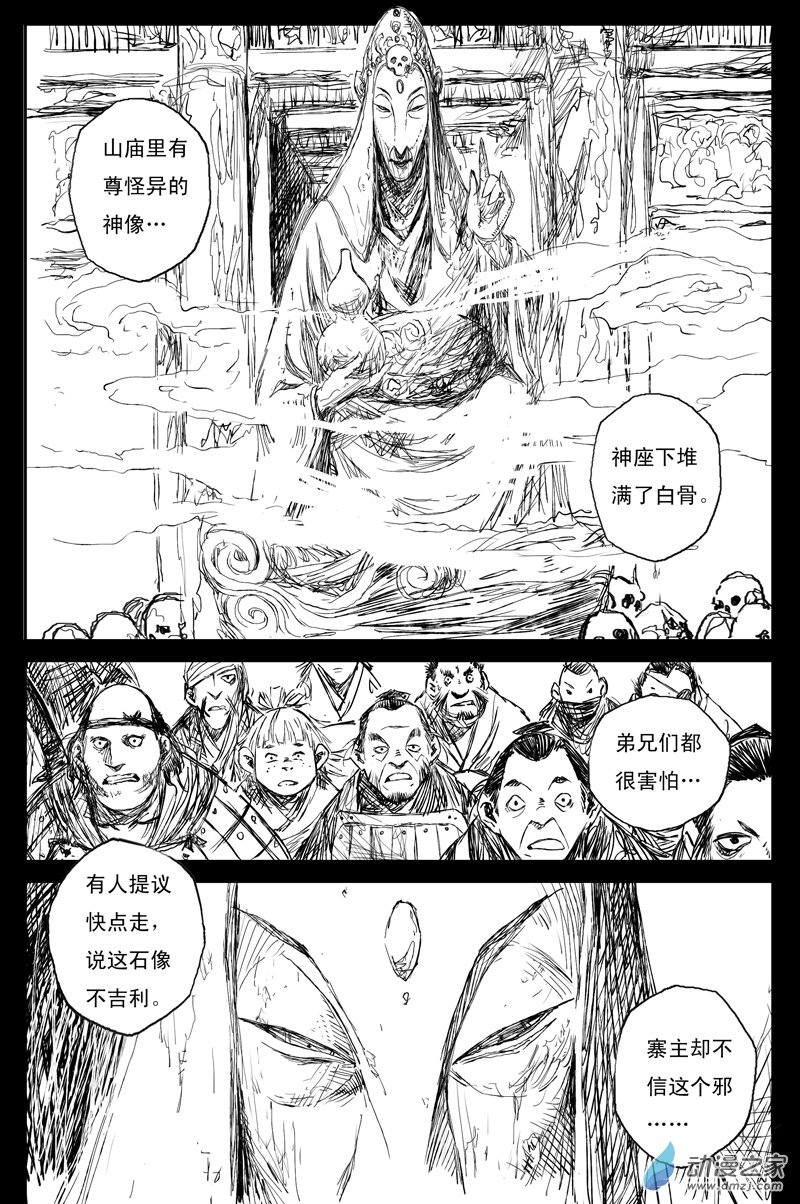 山庙里有
尊怪异的
神像…
神座下堆
满了白骨。
弟兄们都
很害怕…
有人提议
快点走，
说这石像
不吉利。
寨主却不
信这个邪
……
动漫之家
www.dmzj.com